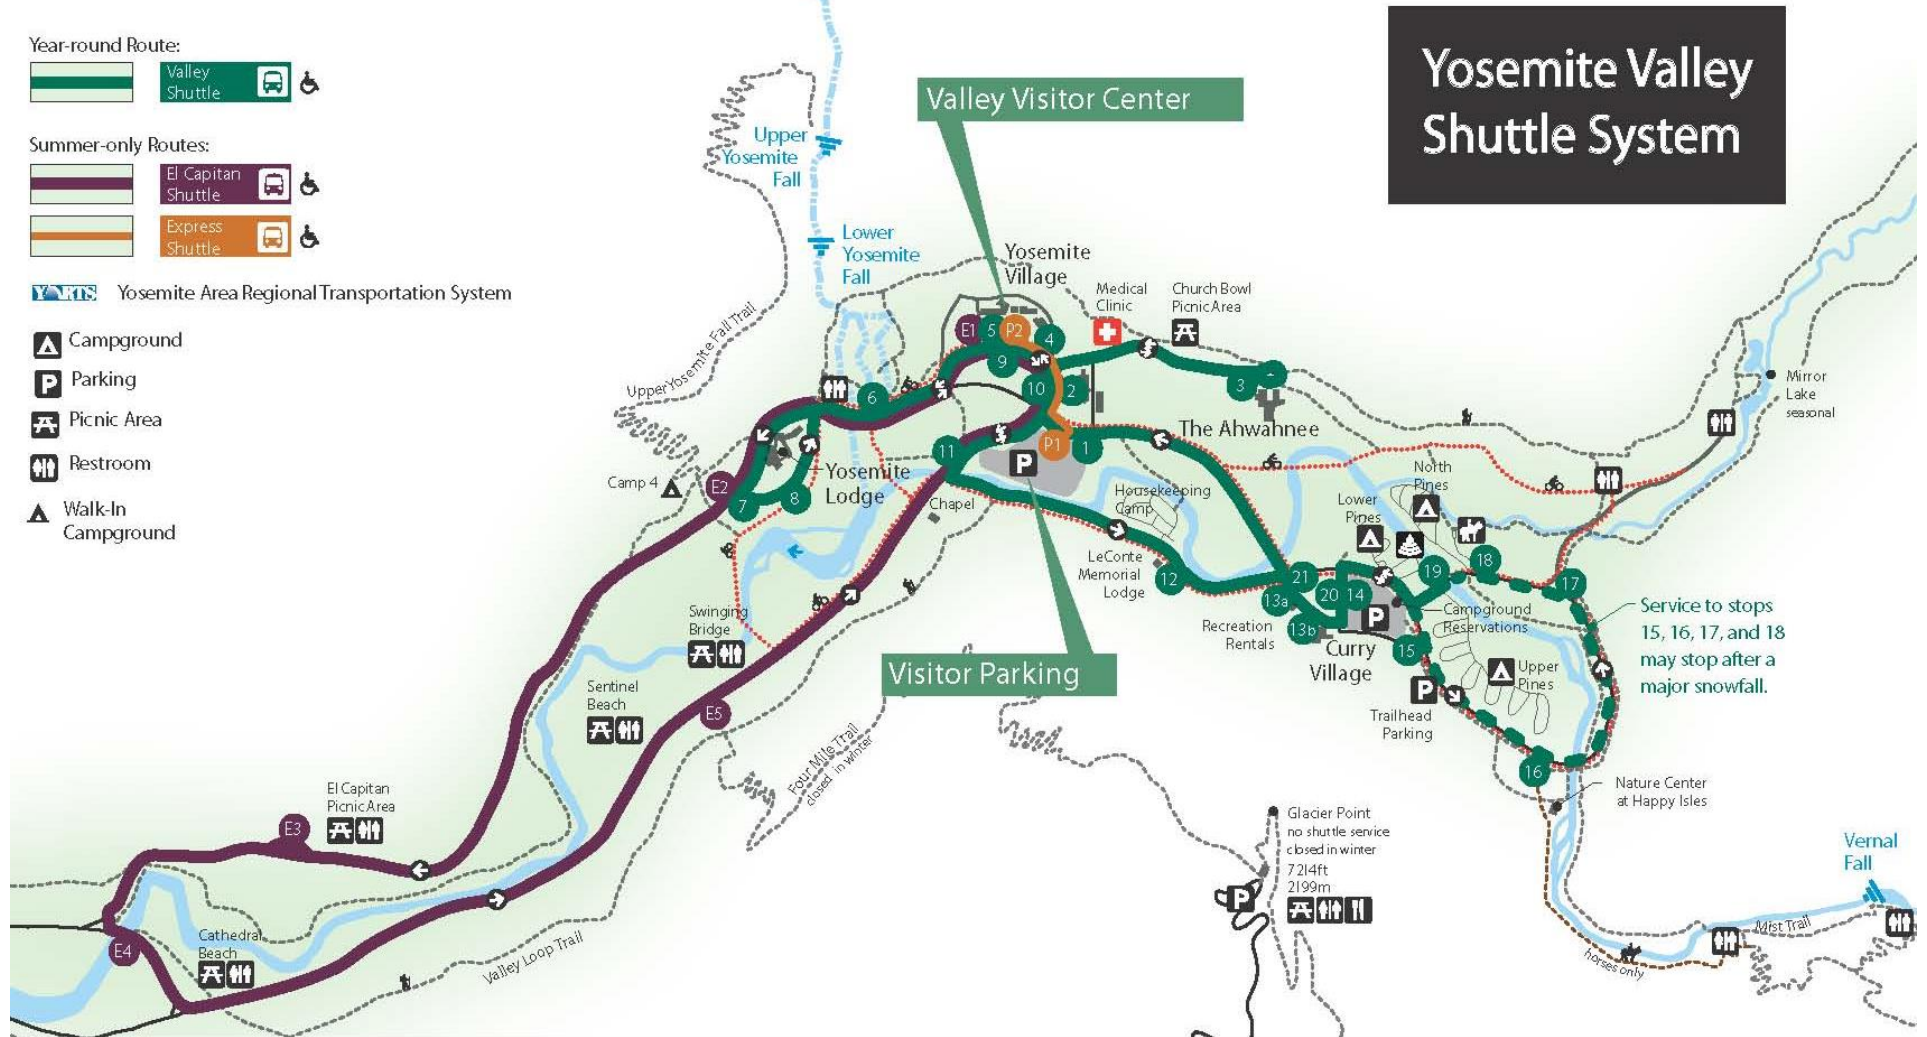 Yosemite Valley
Shuttle System
Year-round Route:
Valley
Shuttle
Summer-only Routes:
El Capitan
Shuttle
Express
Shuttle
YARTS Yosemite Area Regional Transportation System
Campground
P Parking
Picnic Area
Restroom
Walk-In
Campground
Valley Visitor Center
Upper
Yosemite
Fall
Lower
Yosemite
Fall
Yosemite
Village
Medical
Clinic
Church Bowl
Picnic Area
Upper Yosemite Fall Trail
E1
5
P2
4
9
10
2
3
6
Mirror
Lake
seasonal
The Ahwahnee
11
P1
1
P
Camp 4
E2
7
8
Yosemite
Lodge
Chapel
Housekeeping
Camp
North
Pines
Lower
Pines
LeConte
Memorial
Lodge
12
21
20
14
13a
13b
19
18
17
P
Campground
Reservations
Recreation
Rentals
Curry
Village
15
Service to stops
15, 16, 17, and 18
may stop after a
major snowfall.
Swinging
Bridge
Visitor Parking
Upper
Pines
P
Trailhead
Parking
Sentinel
Beach
E5
16
Four Mile Trail
closed in winter
Nature Center
at Happy Isles
El Capitan
Picnic Area
E3
Glacier Point
no shuttle service
closed in winter
7214ft
2199m
P
Vernal
Fall
Mist Trail
horses only
E4
Cathedral
Beach
Valley Loop Trail